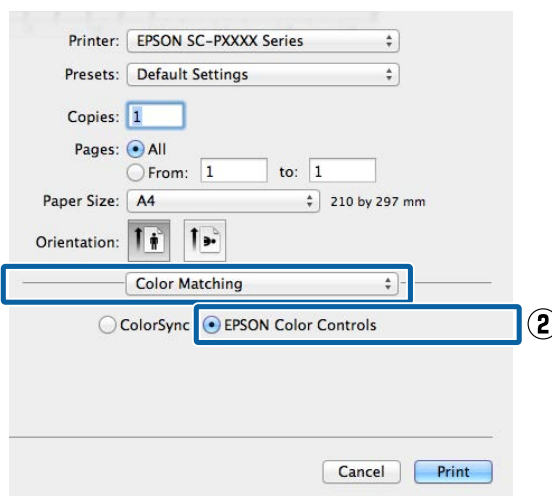 Printer: EPSON SC-PXXXX Series
Presets: Default Settings
Copies: 1
Pages: All
From: 1 to: 1
Paper Size: A4 210 by 297 mm
Orientation:
Color Matching
ColorSync EPSON Color Controls ②
Cancel Print